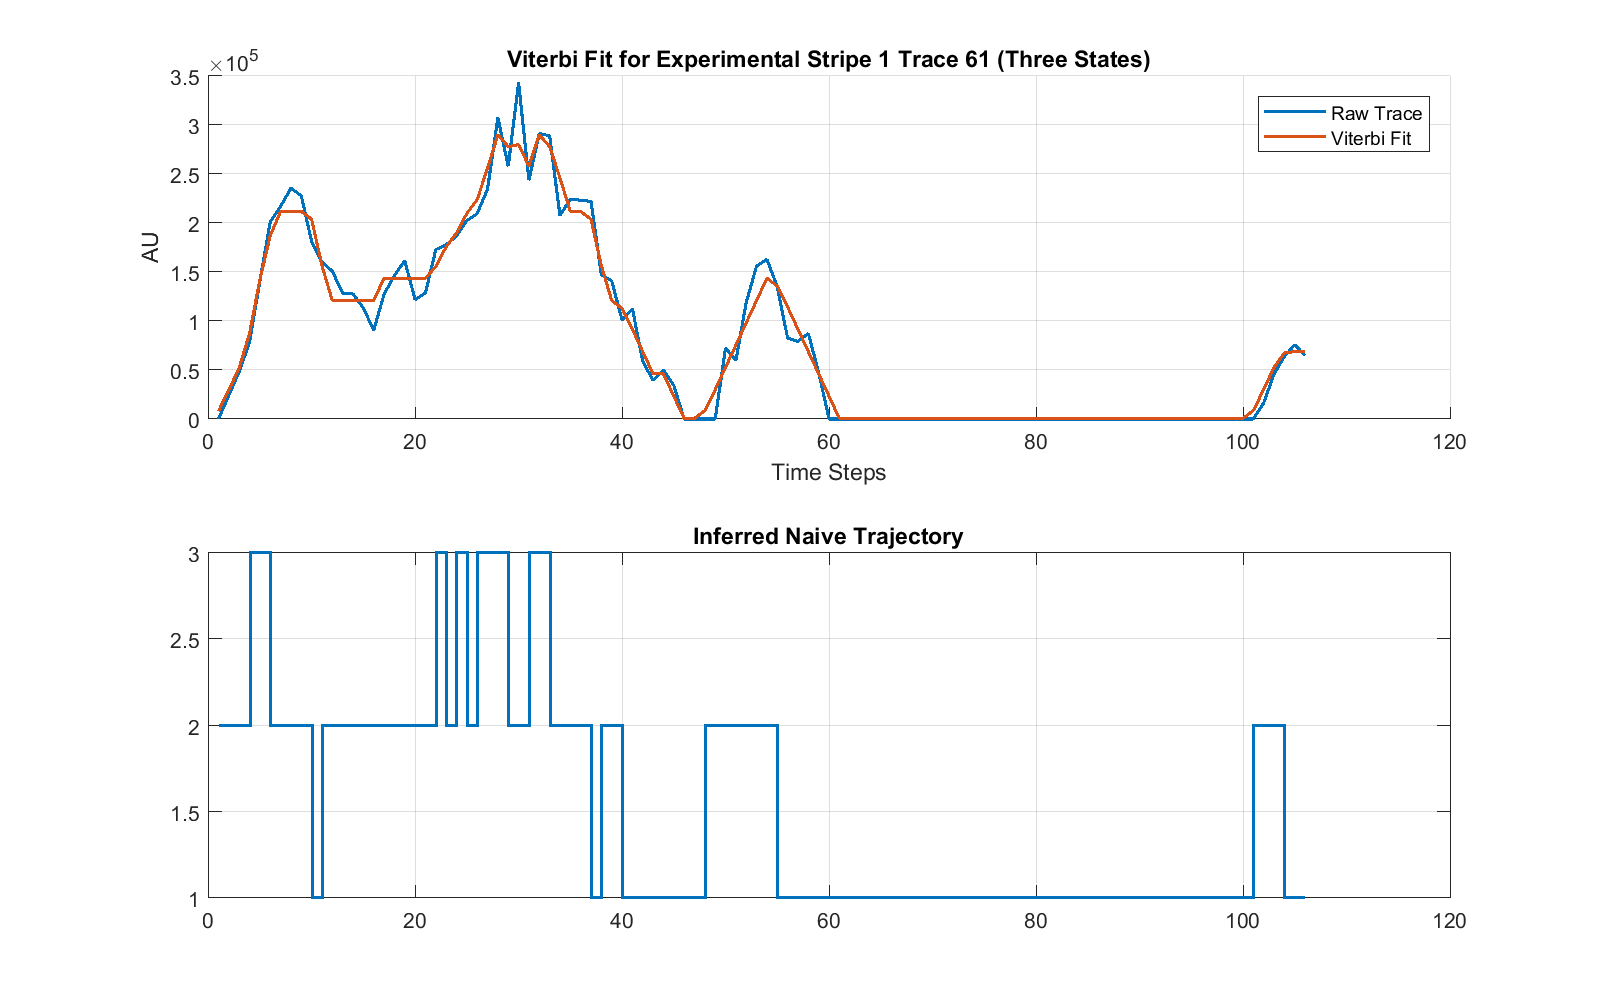 Viterbi Fit for Experimental Stripe 1 Trace 61 (Three States)
×10^5
3.5
3
2.5
2
1.5
1
0.5
0
AU
Raw Trace
Viterbi Fit
0 20 40 60 80 100 120
Time Steps
Inferred Naive Trajectory
3
2.5
2
1.5
1
0 20 40 60 80 100 120